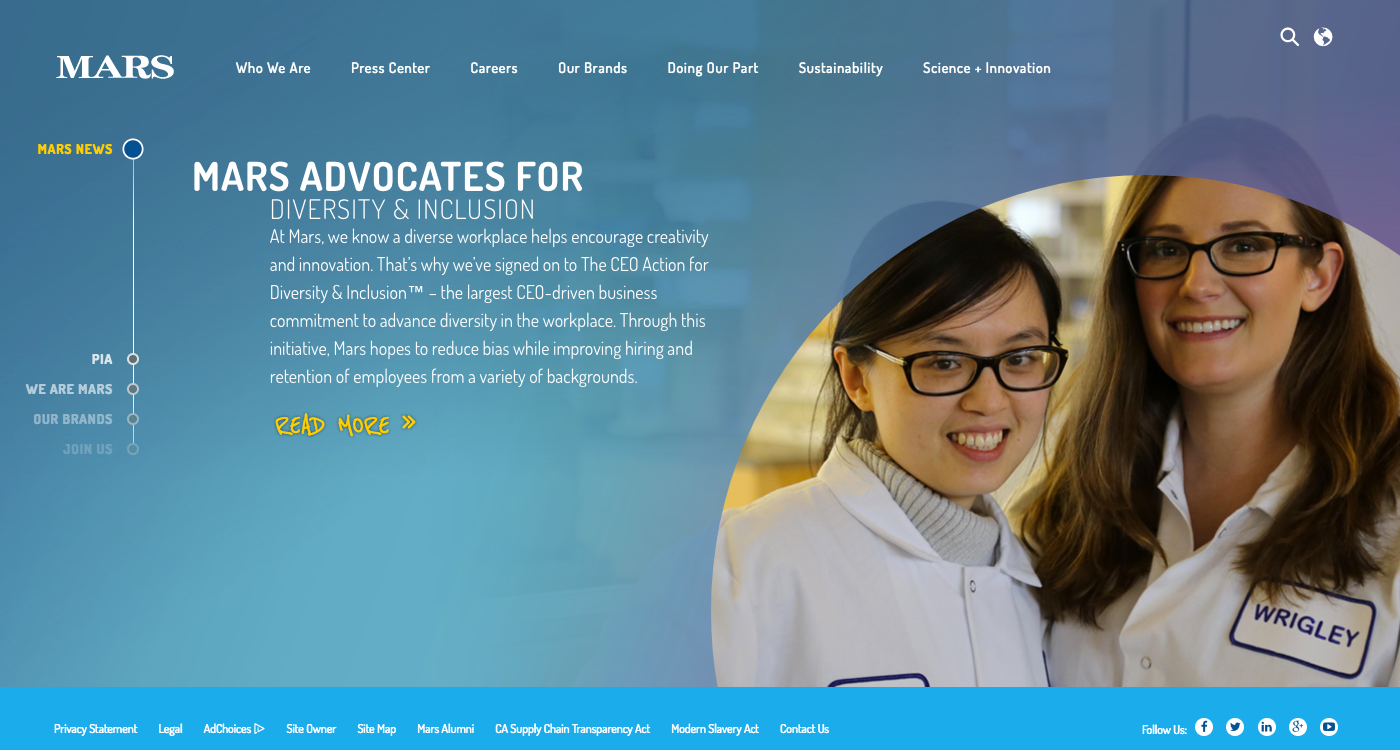 MARS
Who We Are Press Center Careers Our Brands Doing Our Part Sustainability Science + Innovation
MARS NEWS
MARS ADVOCATES FOR
DIVERSITY & INCLUSION
At Mars, we know a diverse workplace helps encourage creativity
and innovation. That's why we've signed on to The CEO Action for
Diversity & Inclusion™ – the largest CEO-driven business
commitment to advance diversity in the workplace. Through this
initiative, Mars hopes to reduce bias while improving hiring and
retention of employees from a variety of backgrounds.
READ MORE »
PIA
WE ARE MARS
OUR BRANDS
JOIN US
WRIGLEY
Privacy Statement Legal AdChoices Site Owner Site Map Mars Alumni CA Supply Chain Transparency Act Modern Slavery Act Contact Us Follow Us: